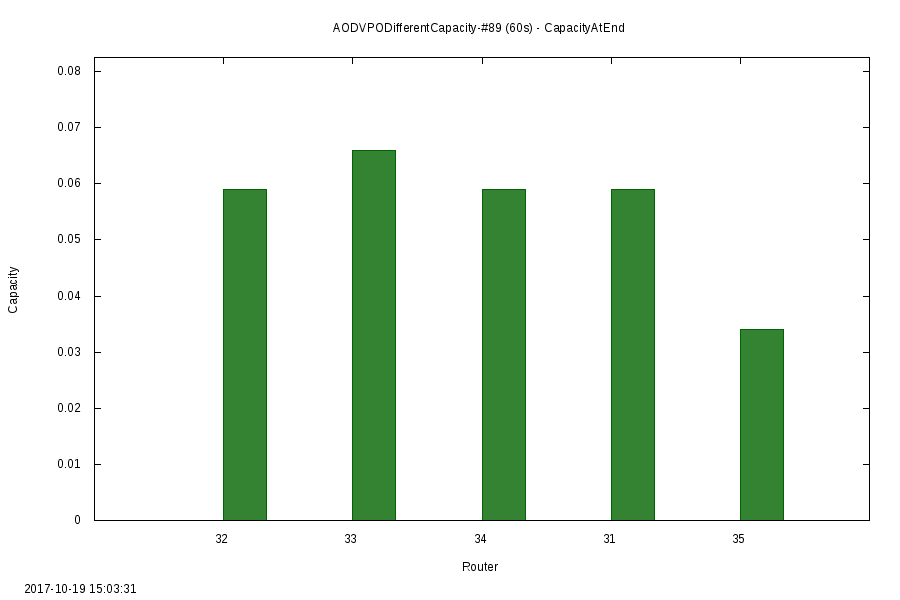 AODVPODifferentCapacity-#89 (60s) - CapacityAtEnd
0.08
0.07
0.06
0.05
0.04
0.03
0.02
0.01
0
Capacity
32 33 34 31 35
Router
2017-10-19 15:03:31